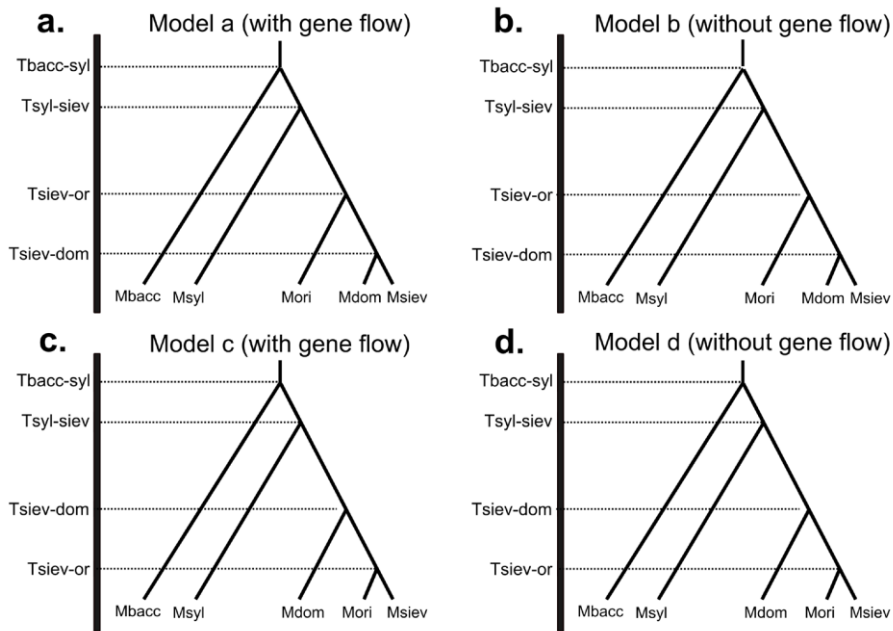 a. Model a (with gene flow)
Tbacc-syl
Tsyl-siev
Tsiev-or
Tsiev-dom
Mbacc Msyl Mori Mdom Msiev
b. Model b (without gene flow)
Tbacc-syl
Tsyl-siev
Tsiev-or
Tsiev-dom
Mbacc Msyl Mori Mdom Msiev
c. Model c (with gene flow)
Tbacc-syl
Tsyl-siev
Tsiev-dom
Tsiev-or
Mbacc Msyl Mdom Mori Msiev
d. Model d (without gene flow)
Tbacc-syl
Tsyl-siev
Tsiev-dom
Tsiev-or
Mbacc Msyl Mdom Mori Msiev